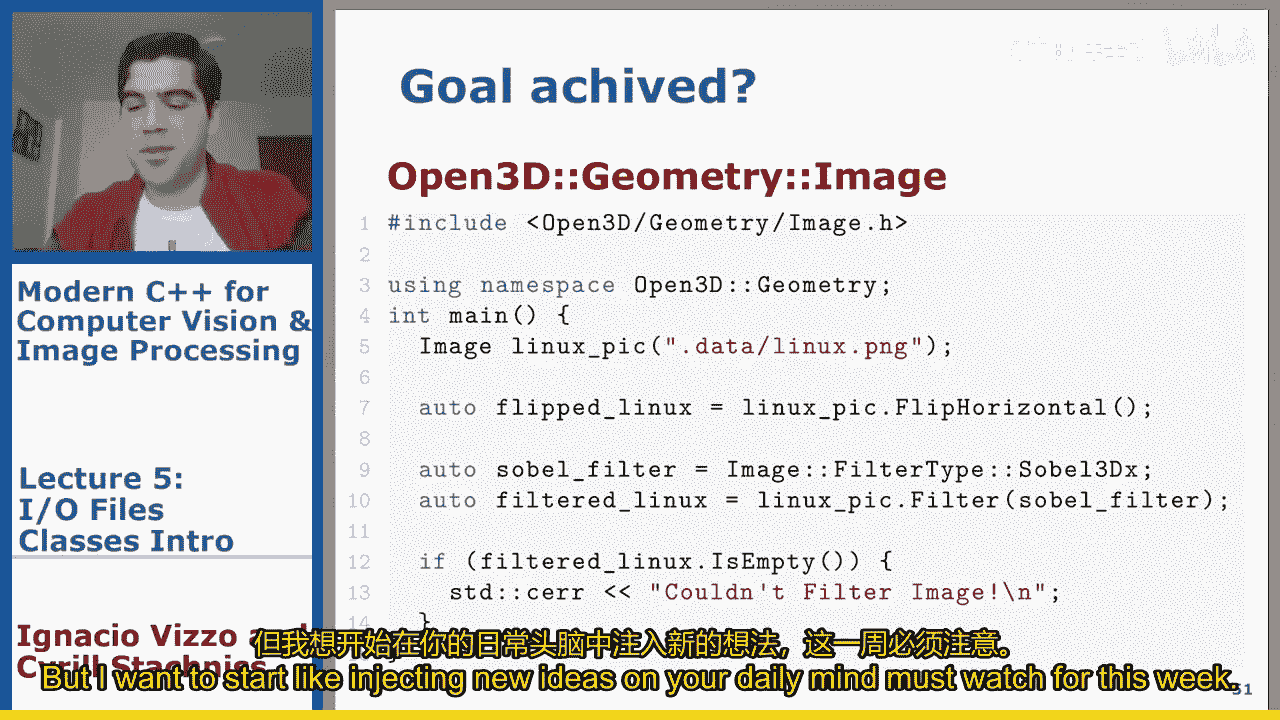 Goal achived?
Open3D::Geometry::Image
1 #include <Open3D/Geometry/Image.h>
2
3 using namespace Open3D::Geometry;
4 int main() {
5 Image linux_pic(".data/linux.png");
6
7 auto flipped_linux = linux_pic.FlipHorizontal();
8
9 auto sobel_filter = Image::FilterType::Sobel3Dx;
10 auto filtered_linux = linux_pic.Filter(sobel_filter);
11
12 if (filtered_linux.IsEmpty()) {
13 std::cerr << "Couldn't Filter Image!\n";
14 }
Modern C++ for
Computer Vision &
Image Processing
Lecture 5:
I/O Files
Classes Intro
Ignacio Vizzo and
Cyrill Stachniss
但我想开始在你的日常头脑中注入新的想法，这一周必须注意。
But I want to start like injecting new ideas on your daily mind must watch for this week.
31